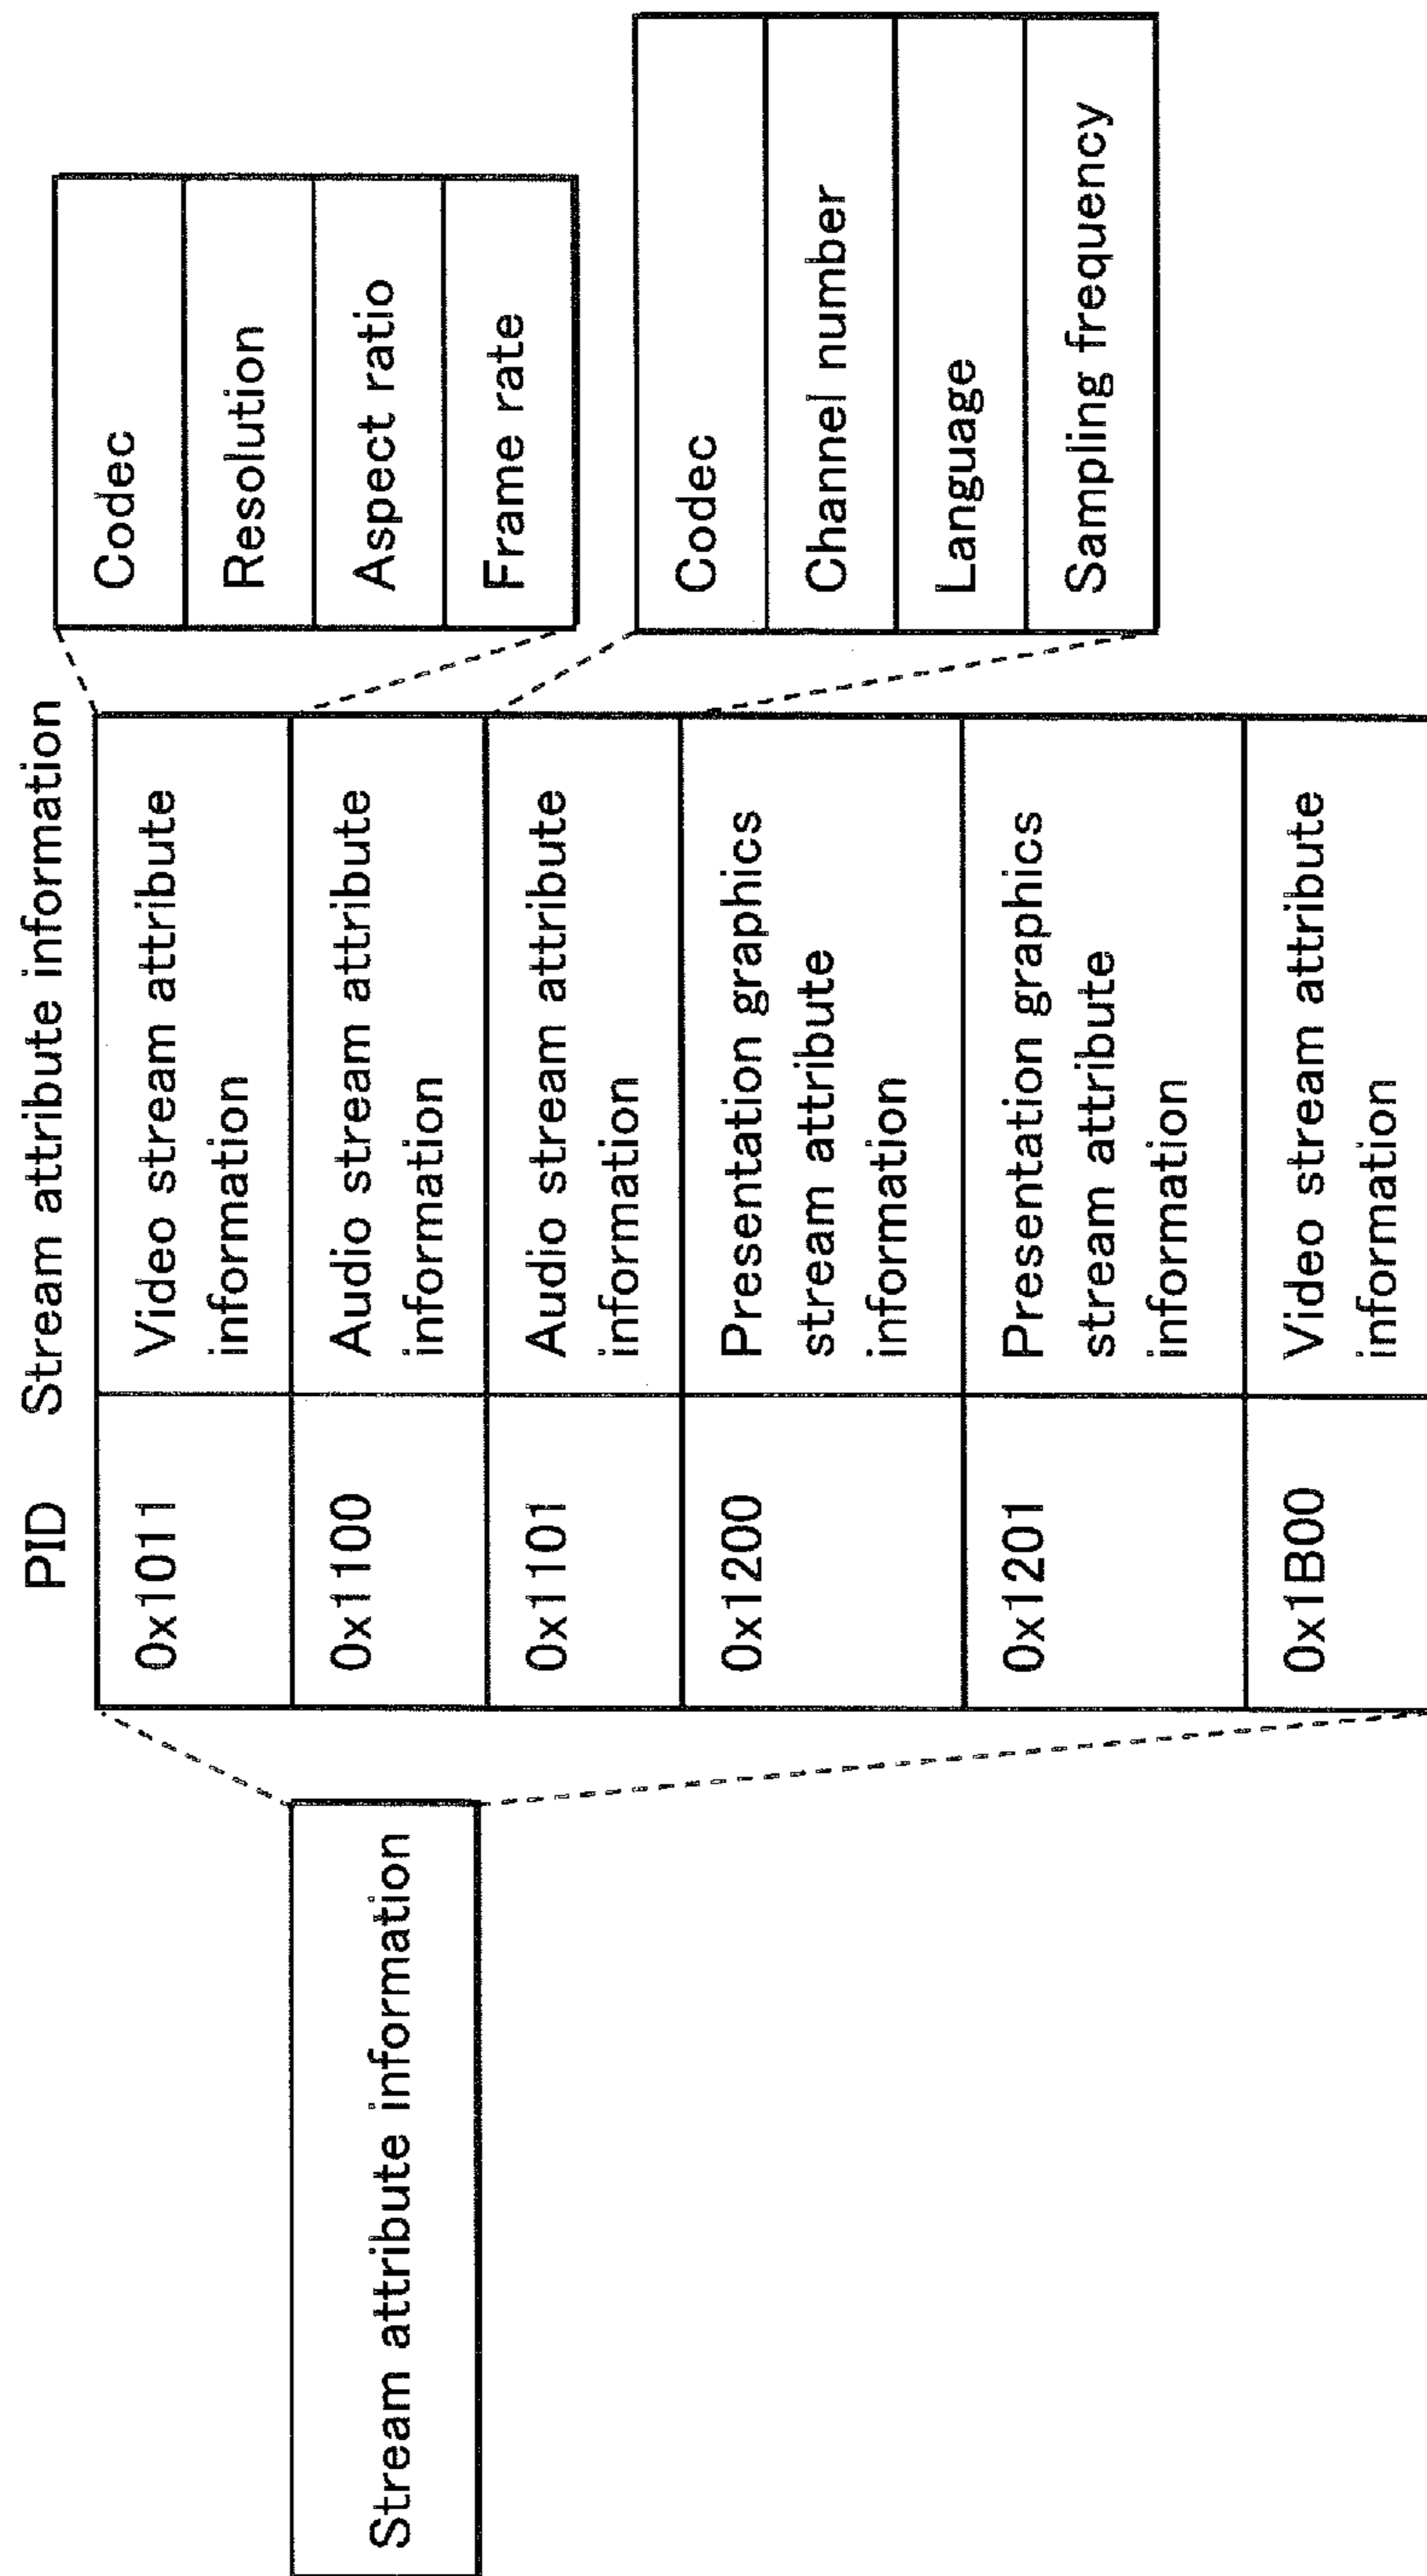 Stream attribute information
PID
Stream attribute information
0x1011
Video stream attribute
information
0x1100
Audio stream attribute
information
0x1101
Audio stream attribute
information
0x1200
Presentation graphics
stream attribute
information
0x1201
Presentation graphics
stream attribute
information
0x1B00
Video stream attribute
information
Codec
Resolution
Aspect ratio
Frame rate
Codec
Channel number
Language
Sampling frequency